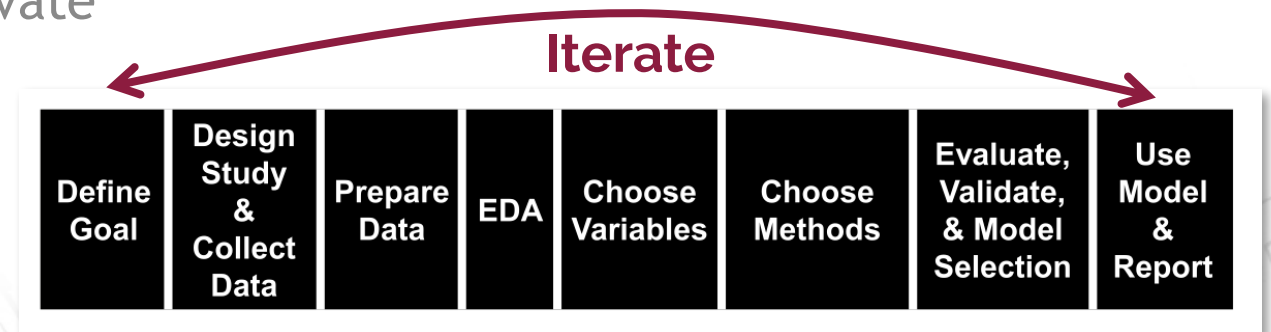 Iterate
Define
Goal
Design
Study
&
Collect
Data
Prepare
Data
EDA
Choose
Variables
Choose
Methods
Evaluate,
Validate,
& Model
Selection
Use
Model
&
Report